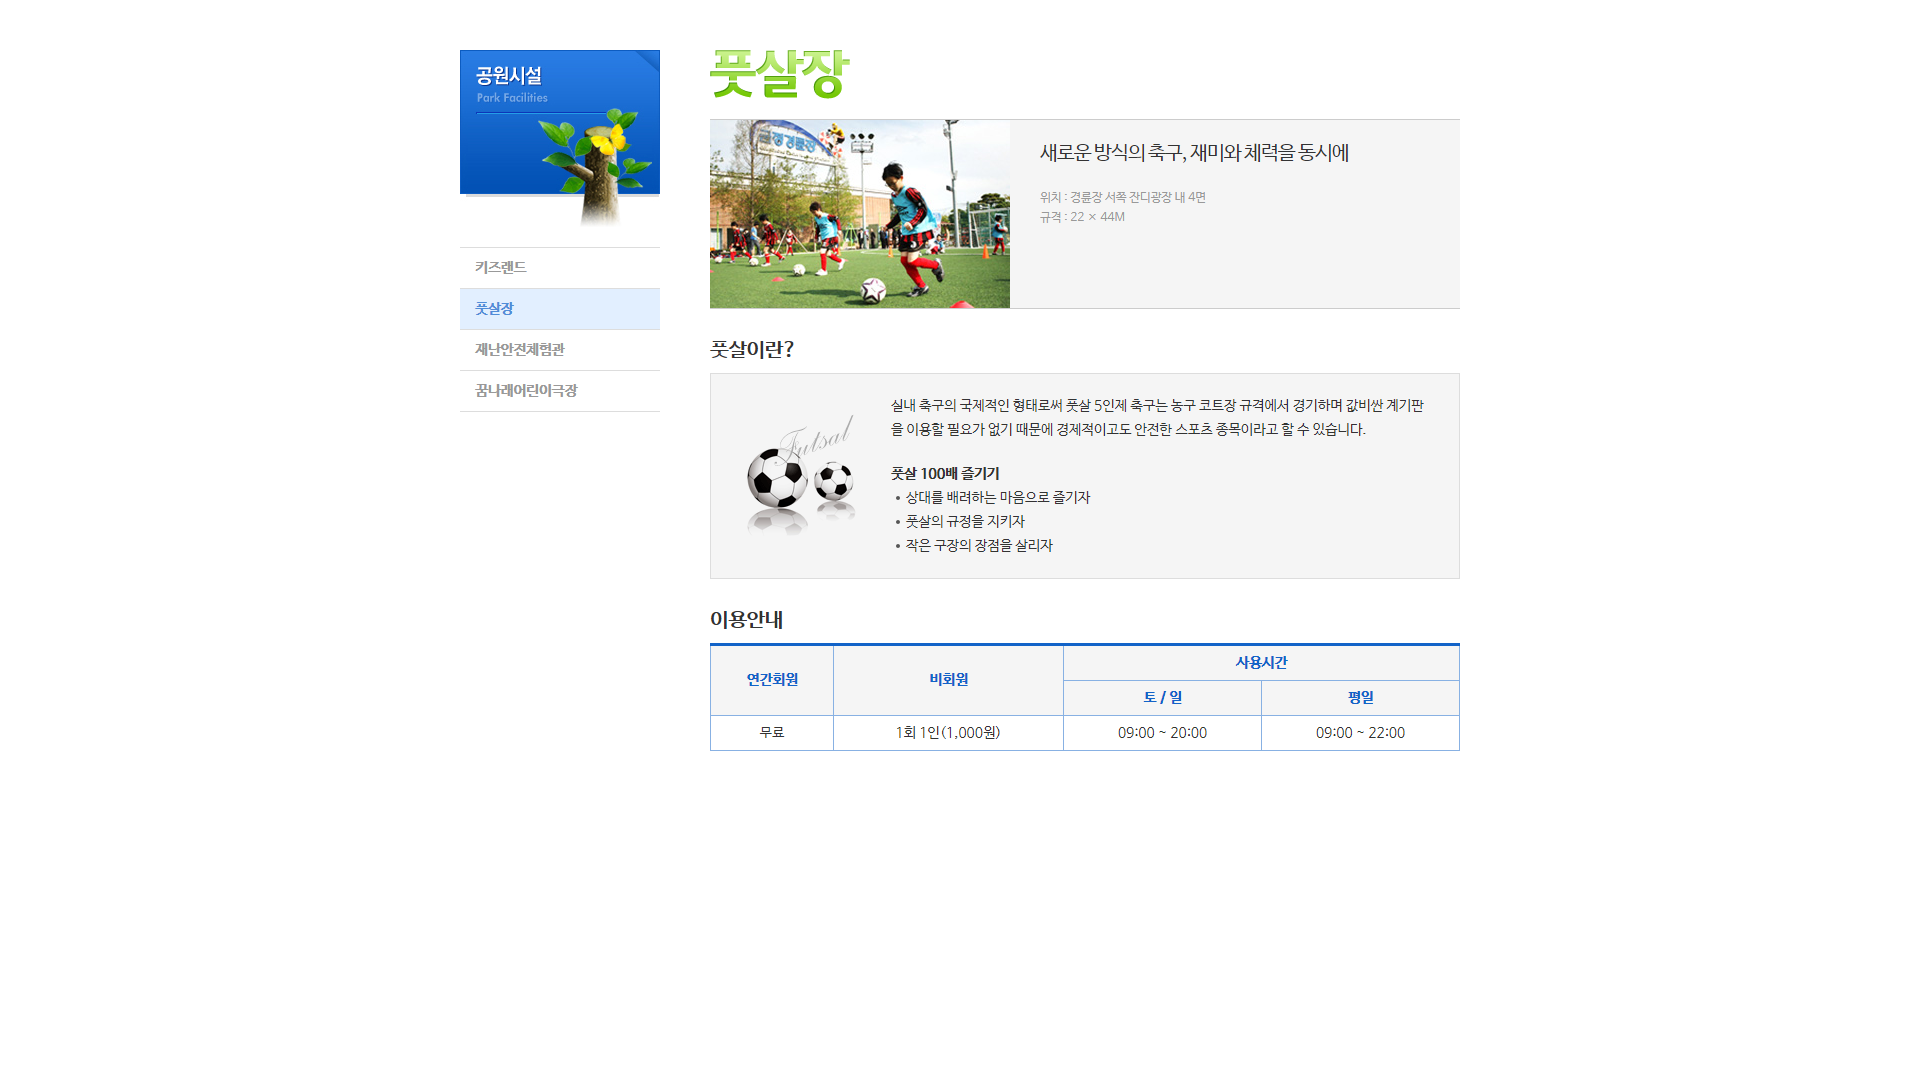 공원시설
Park Facilities
키즈랜드
풋살장
재난안전체험관
꿈나래어린이극장
풋살장
새로운 방식의 축구, 재미와 체력을 동시에
위치 : 경륜장 서쪽 잔디광장 내 4면
규격 : 22 × 44M
풋살이란?
Futsal
실내 축구의 국제적인 형태로써 풋살 5인제 축구는 농구 코트장 규격에서 경기하며 값비싼 계기판
을 이용할 필요가 없기 때문에 경제적이고도 안전한 스포츠 종목이라고 할 수 있습니다.
풋살 100배 즐기기
상대를 배려하는 마음으로 즐기자
풋살의 규정을 지키자
작은 구장의 장점을 살리자
이용안내
연간회원 비회원 사용시간
토 / 일 평일
무료 1회 1인(1,000원) 09:00 ~ 20:00 09:00 ~ 22:00